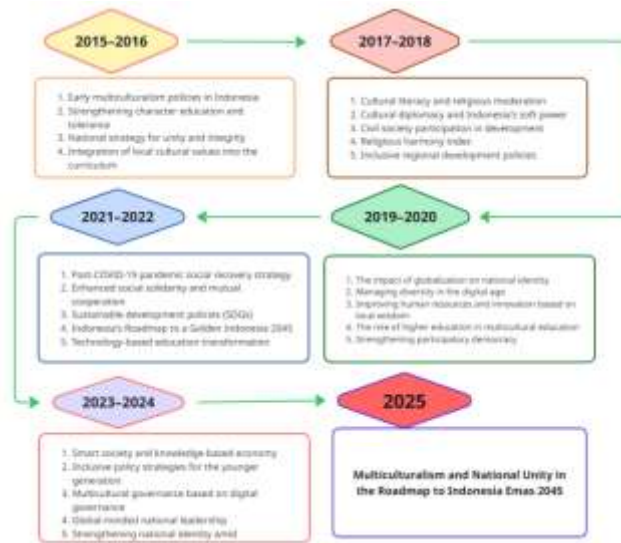 2015–2016
1. Early multiculturalism policies in Indonesia
2. Strengthening character education and
tolerance
3. National strategy for unity and integrity
4. Integration of local cultural values into the
curriculum
2017–2018
1. Cultural literacy and religious moderation
2. Cultural diplomacy and Indonesia's soft power
3. Civil society participation in development
4. Religious harmony index
5. Inclusive regional development policies
2019–2020
1. The impact of globalization on national identity
2. Managing diversity in the digital age
3. Improving human resources and innovation based on
local wisdom
4. The role of higher education in multicultural education
5. Strengthening participatory democracy
2021–2022
1. Post-COVID-19 pandemic social recovery strategy
2. Enhanced social solidarity and mutual
cooperation
3. Sustainable development policies (SDGs)
4. Indonesia's Roadmap to a Golden Indonesia 2045
5. Technology-based education transformation
2023–2024
1. Smart society and knowledge-based economy
2. Inclusive policy strategies for the younger
generation
3. Multicultural governance based on digital
governance
4. Global-minded national leadership
5. Strengthening national identity amid
2025
Multiculturalism and National Unity in
the Roadmap to Indonesia Emas 2045